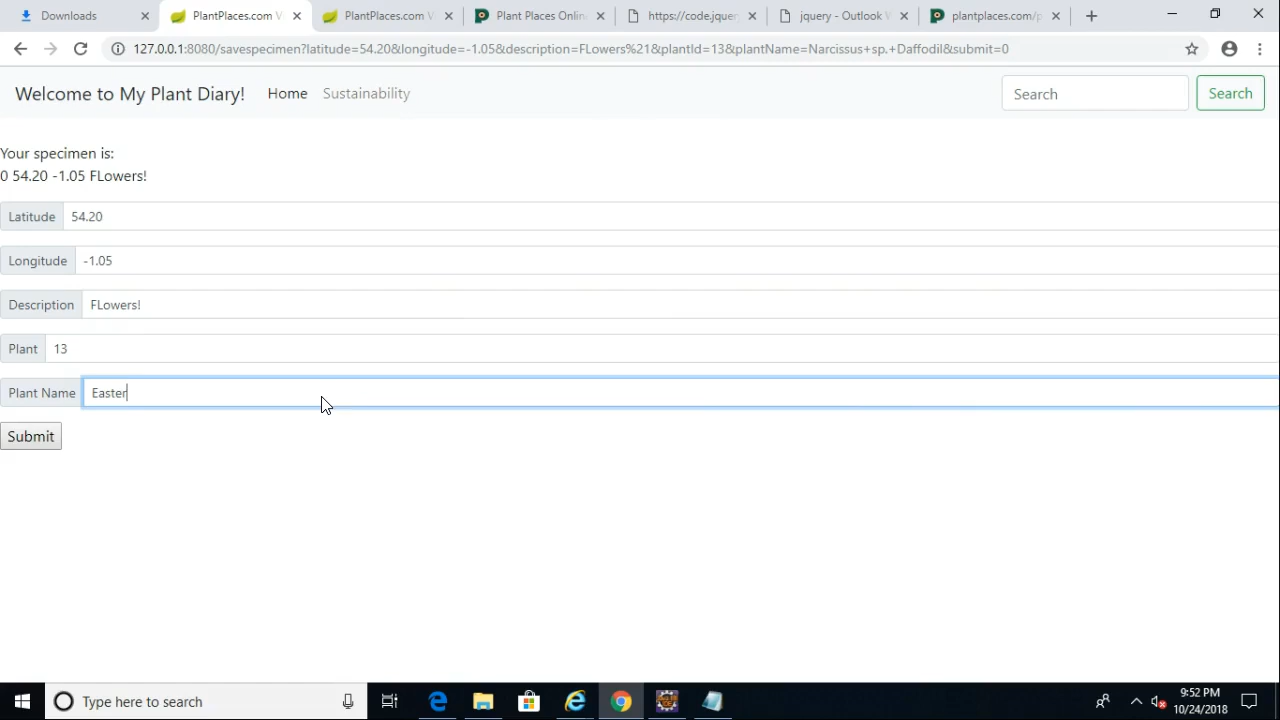 Downloads
PlantPlaces.com V
PlantPlaces.com V
Plant Places Onlin
https://code.jquer
jquery - Outlook V
plantplaces.com/p
127.0.0.1:8080/savespecimen?latitude=54.20&longitude=-1.05&description=FLowers%21&plantId=13&plantName=Narcissus+sp.+Daffodil&submit=0
Welcome to My Plant Diary! Home Sustainability Search Search
Your specimen is:
0 54.20 -1.05 FLowers!
Latitude 54.20
Longitude -1.05
Description FLowers!
Plant 13
Plant Name Easter
Submit
Type here to search
9:52 PM
10/24/2018